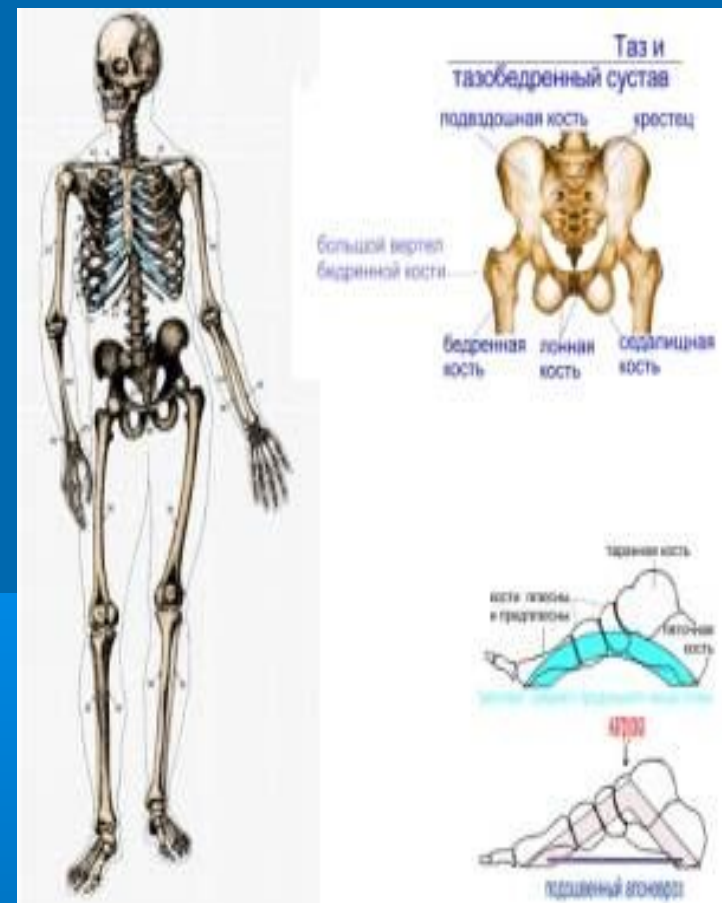 Таз и
тазобедренный сустав
подвздошная кость
крестец
большой вертел
бедренной кости
бедренная
кость
лонная
кость
седалищная
кость
таранная кость
кости плюсны
и предплюсны
пяточная
кость
подошвенный апоневроз